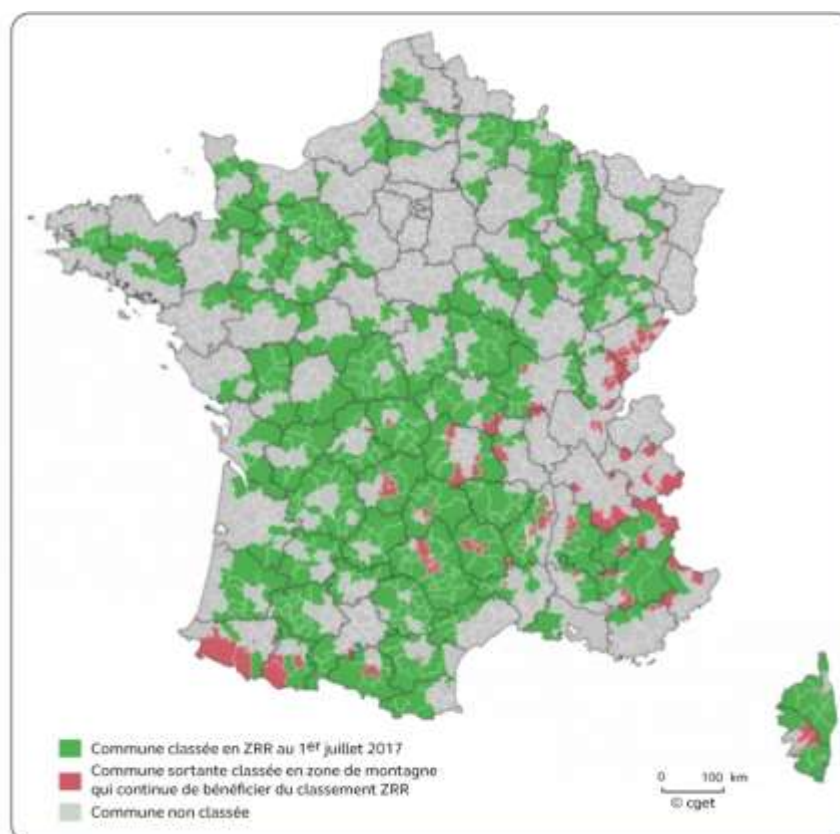 Commune classée en ZRR au 1er juillet 2017
Commune sortante classée en zone de montagne
qui continue de bénéficier du classement ZRR
Commune non classée
0 100 km
© cget